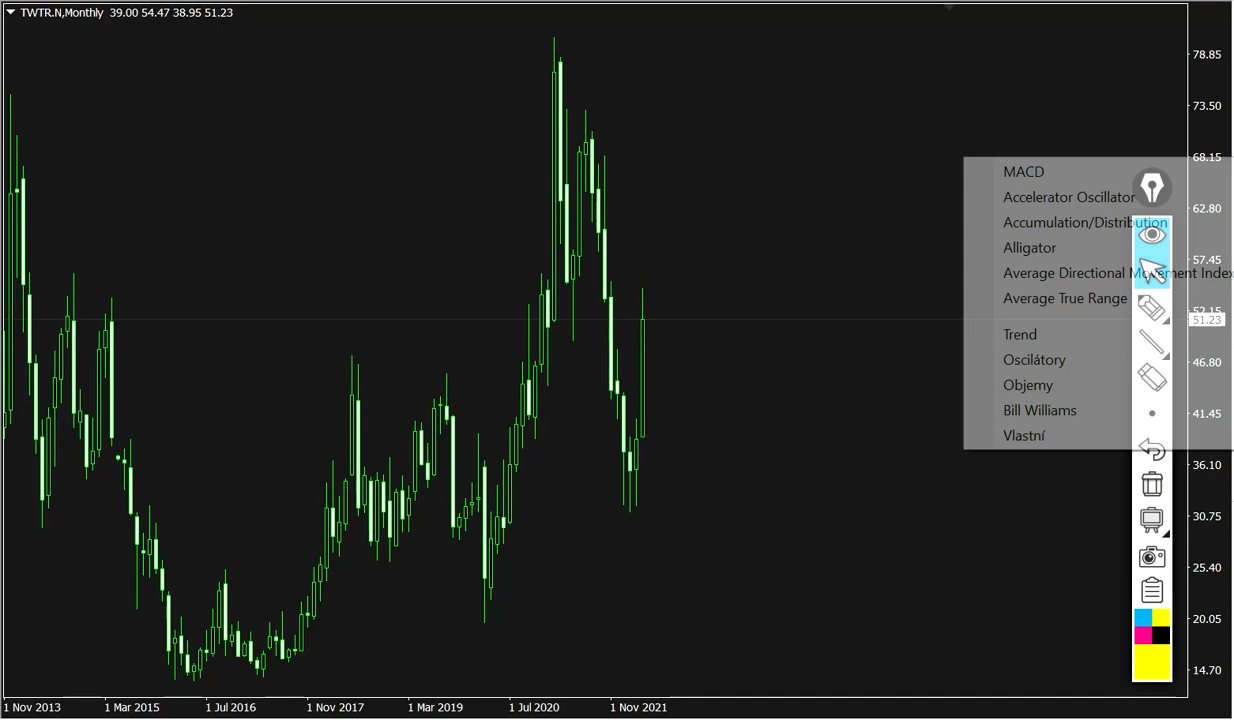 TWTR.N,Monthly 39.00 54.47 38.95 51.23
78.85
73.50
68.15
62.80
57.45
52.15
51.23
46.80
41.45
36.10
30.75
25.40
20.05
14.70
MACD
Accelerator Oscillator
Accumulation/Distribution
Alligator
Average Directional Movement Index
Average True Range
Trend
Oscilátory
Objemy
Bill Williams
Vlastní
1 Nov 2013 1 Mar 2015 1 Jul 2016 1 Nov 2017 1 Mar 2019 1 Jul 2020 1 Nov 2021